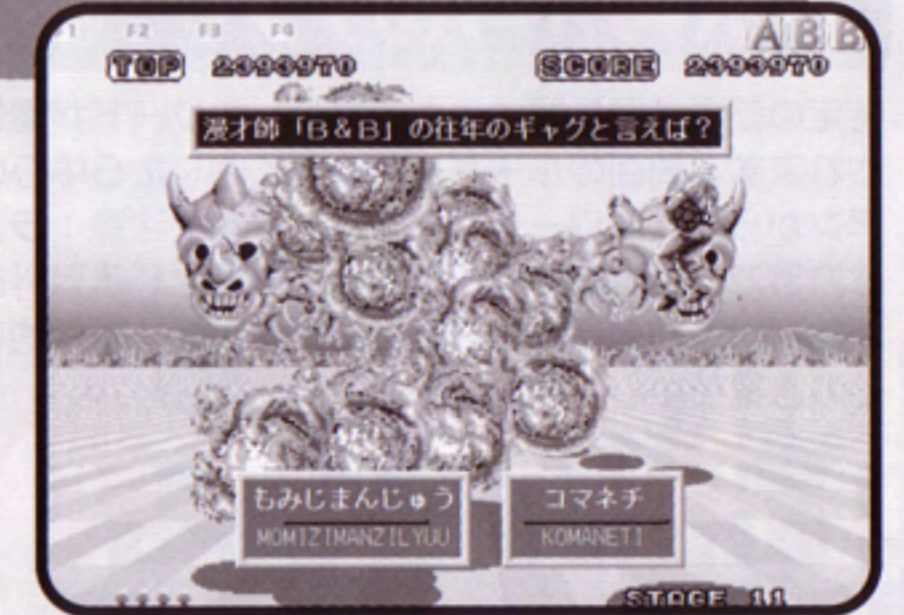 F1 F2 F3 F4
A B B
TOP 2393970 SCORE 2393970
漫才師「B&B」の往年のギャグと言えば?
もみじまんじゅう コマネチ
MOMIZIMANZILYUU KOMANETI
STAGE 11